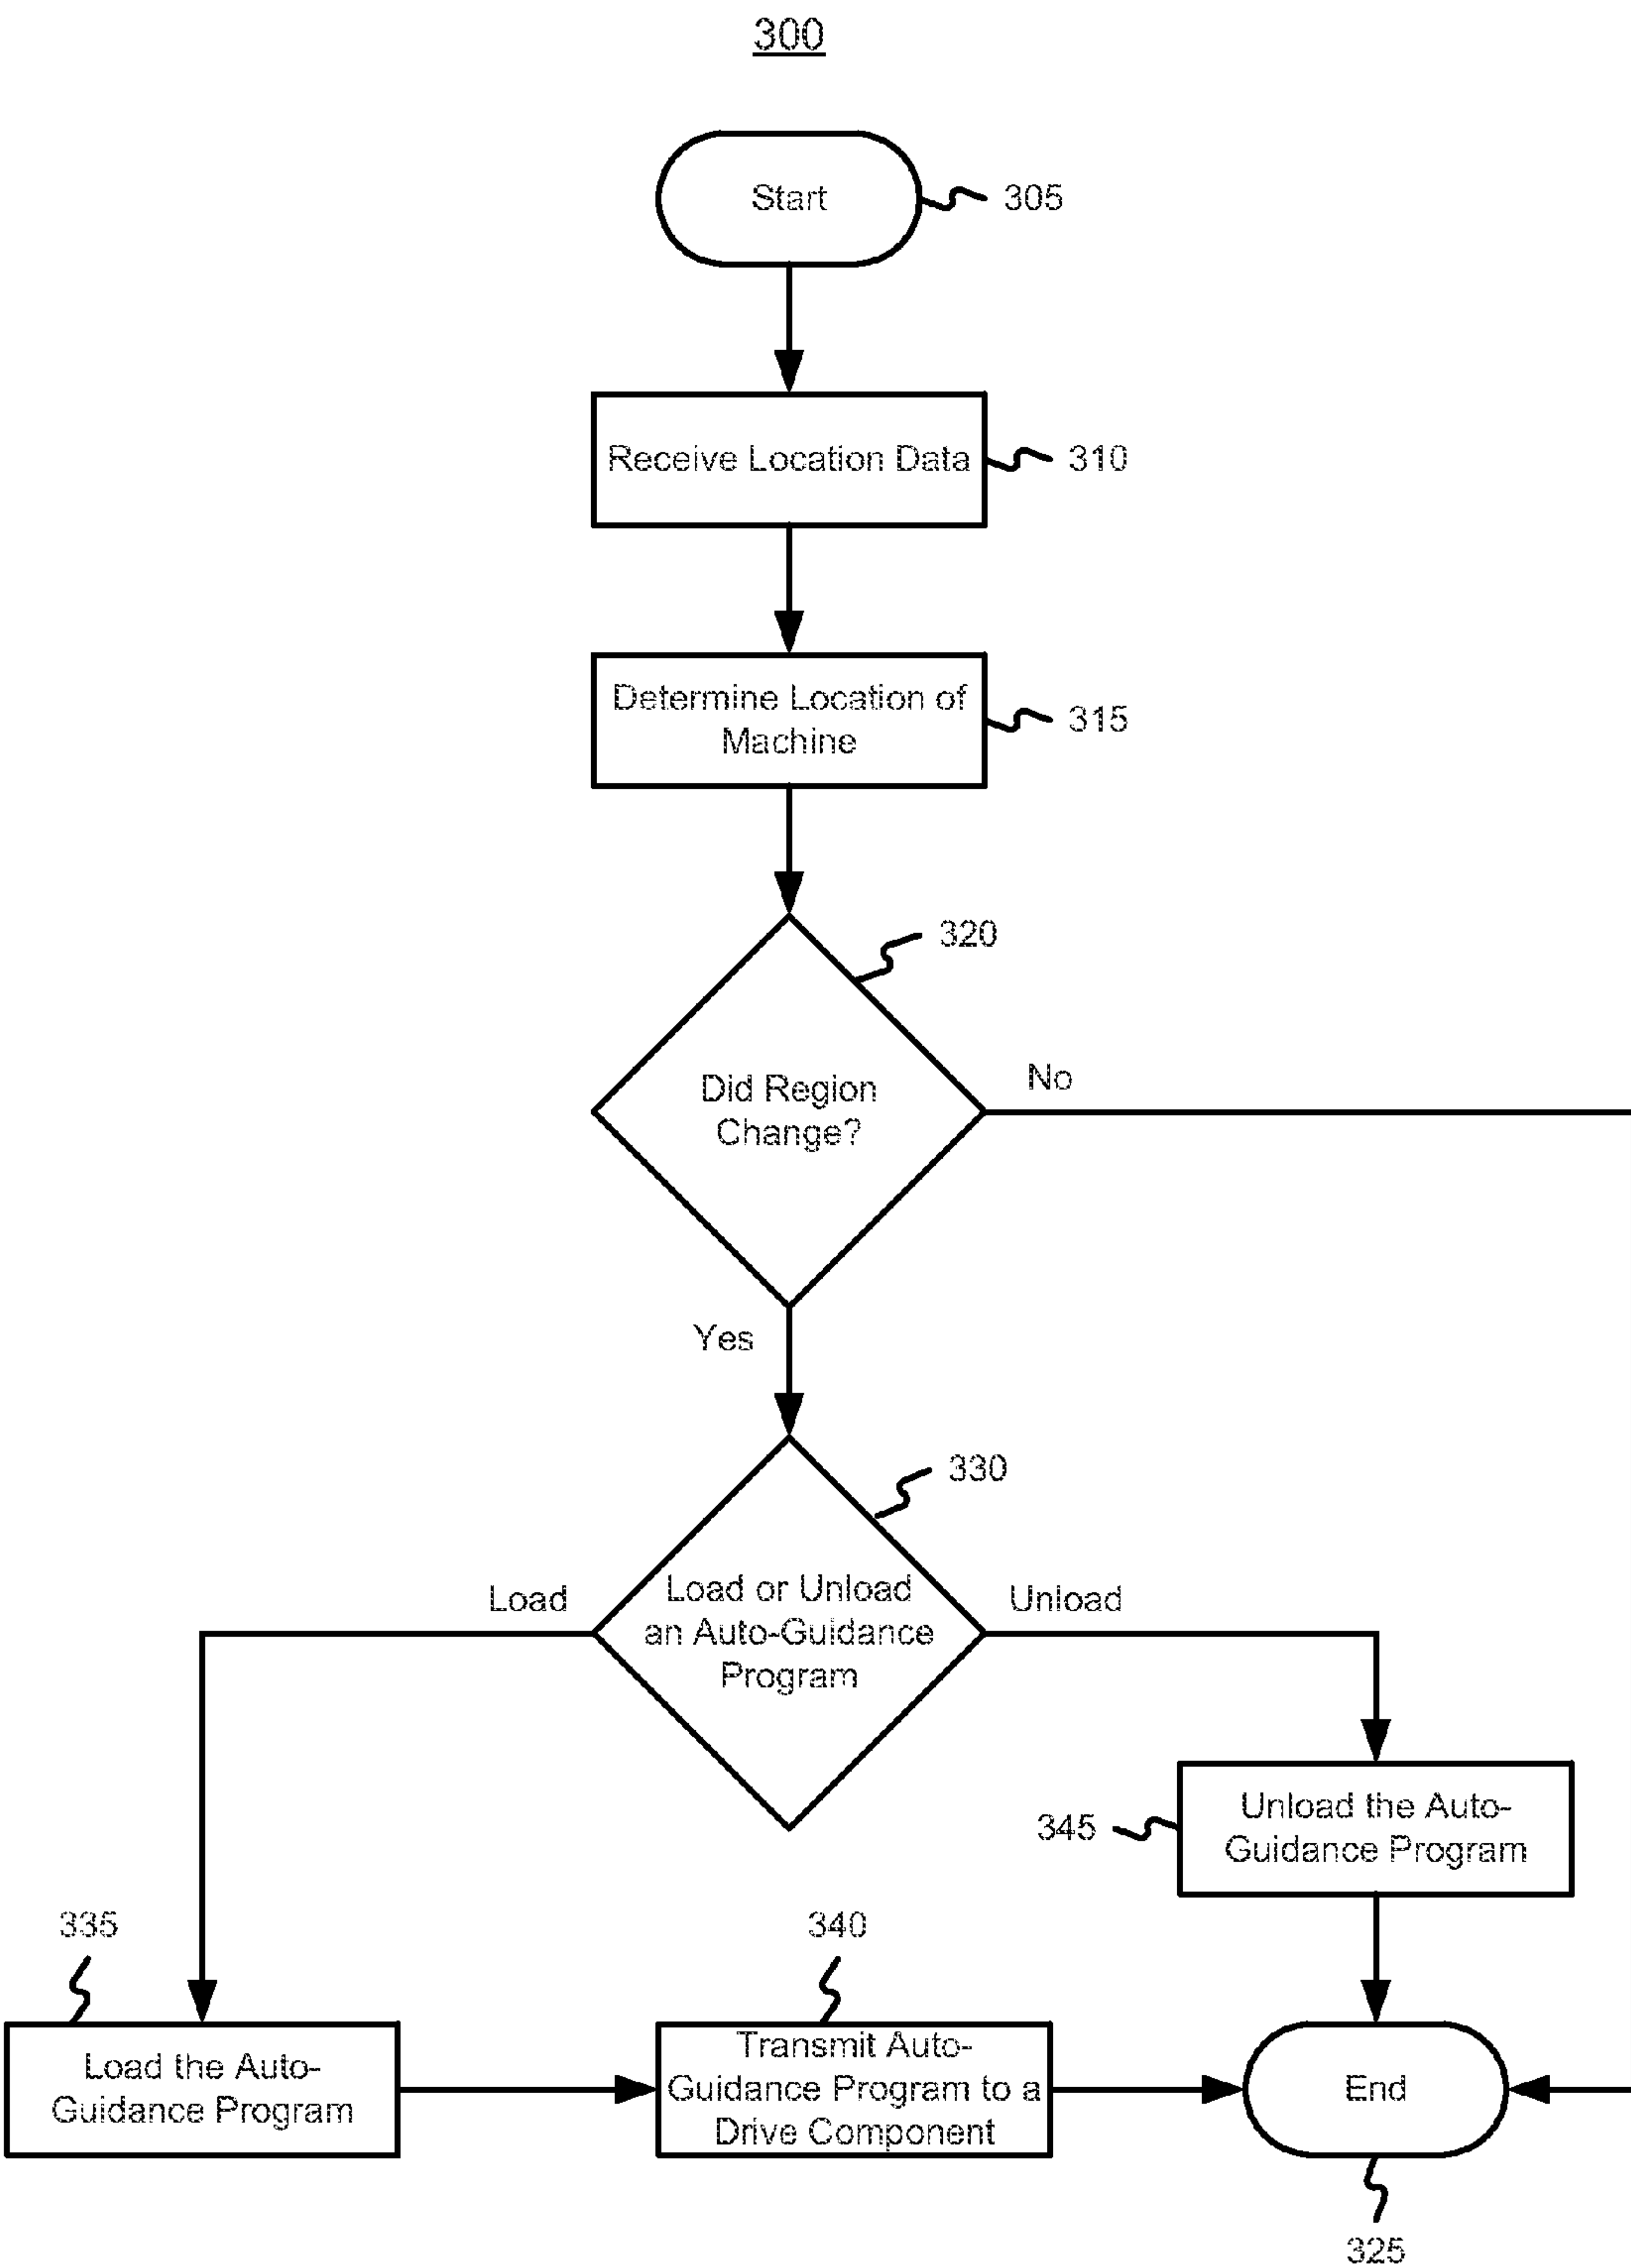 300
Start
305
Receive Location Data
310
Determine Location of
Machine
315
320
Did Region
Change?
No
Yes
330
Load or Unload
an Auto-Guidance
Program
Load
Unload
Unload the Auto-
Guidance Program
345
335
340
Load the Auto-
Guidance Program
Transmit Auto-
Guidance Program to a
Drive Component
End
325